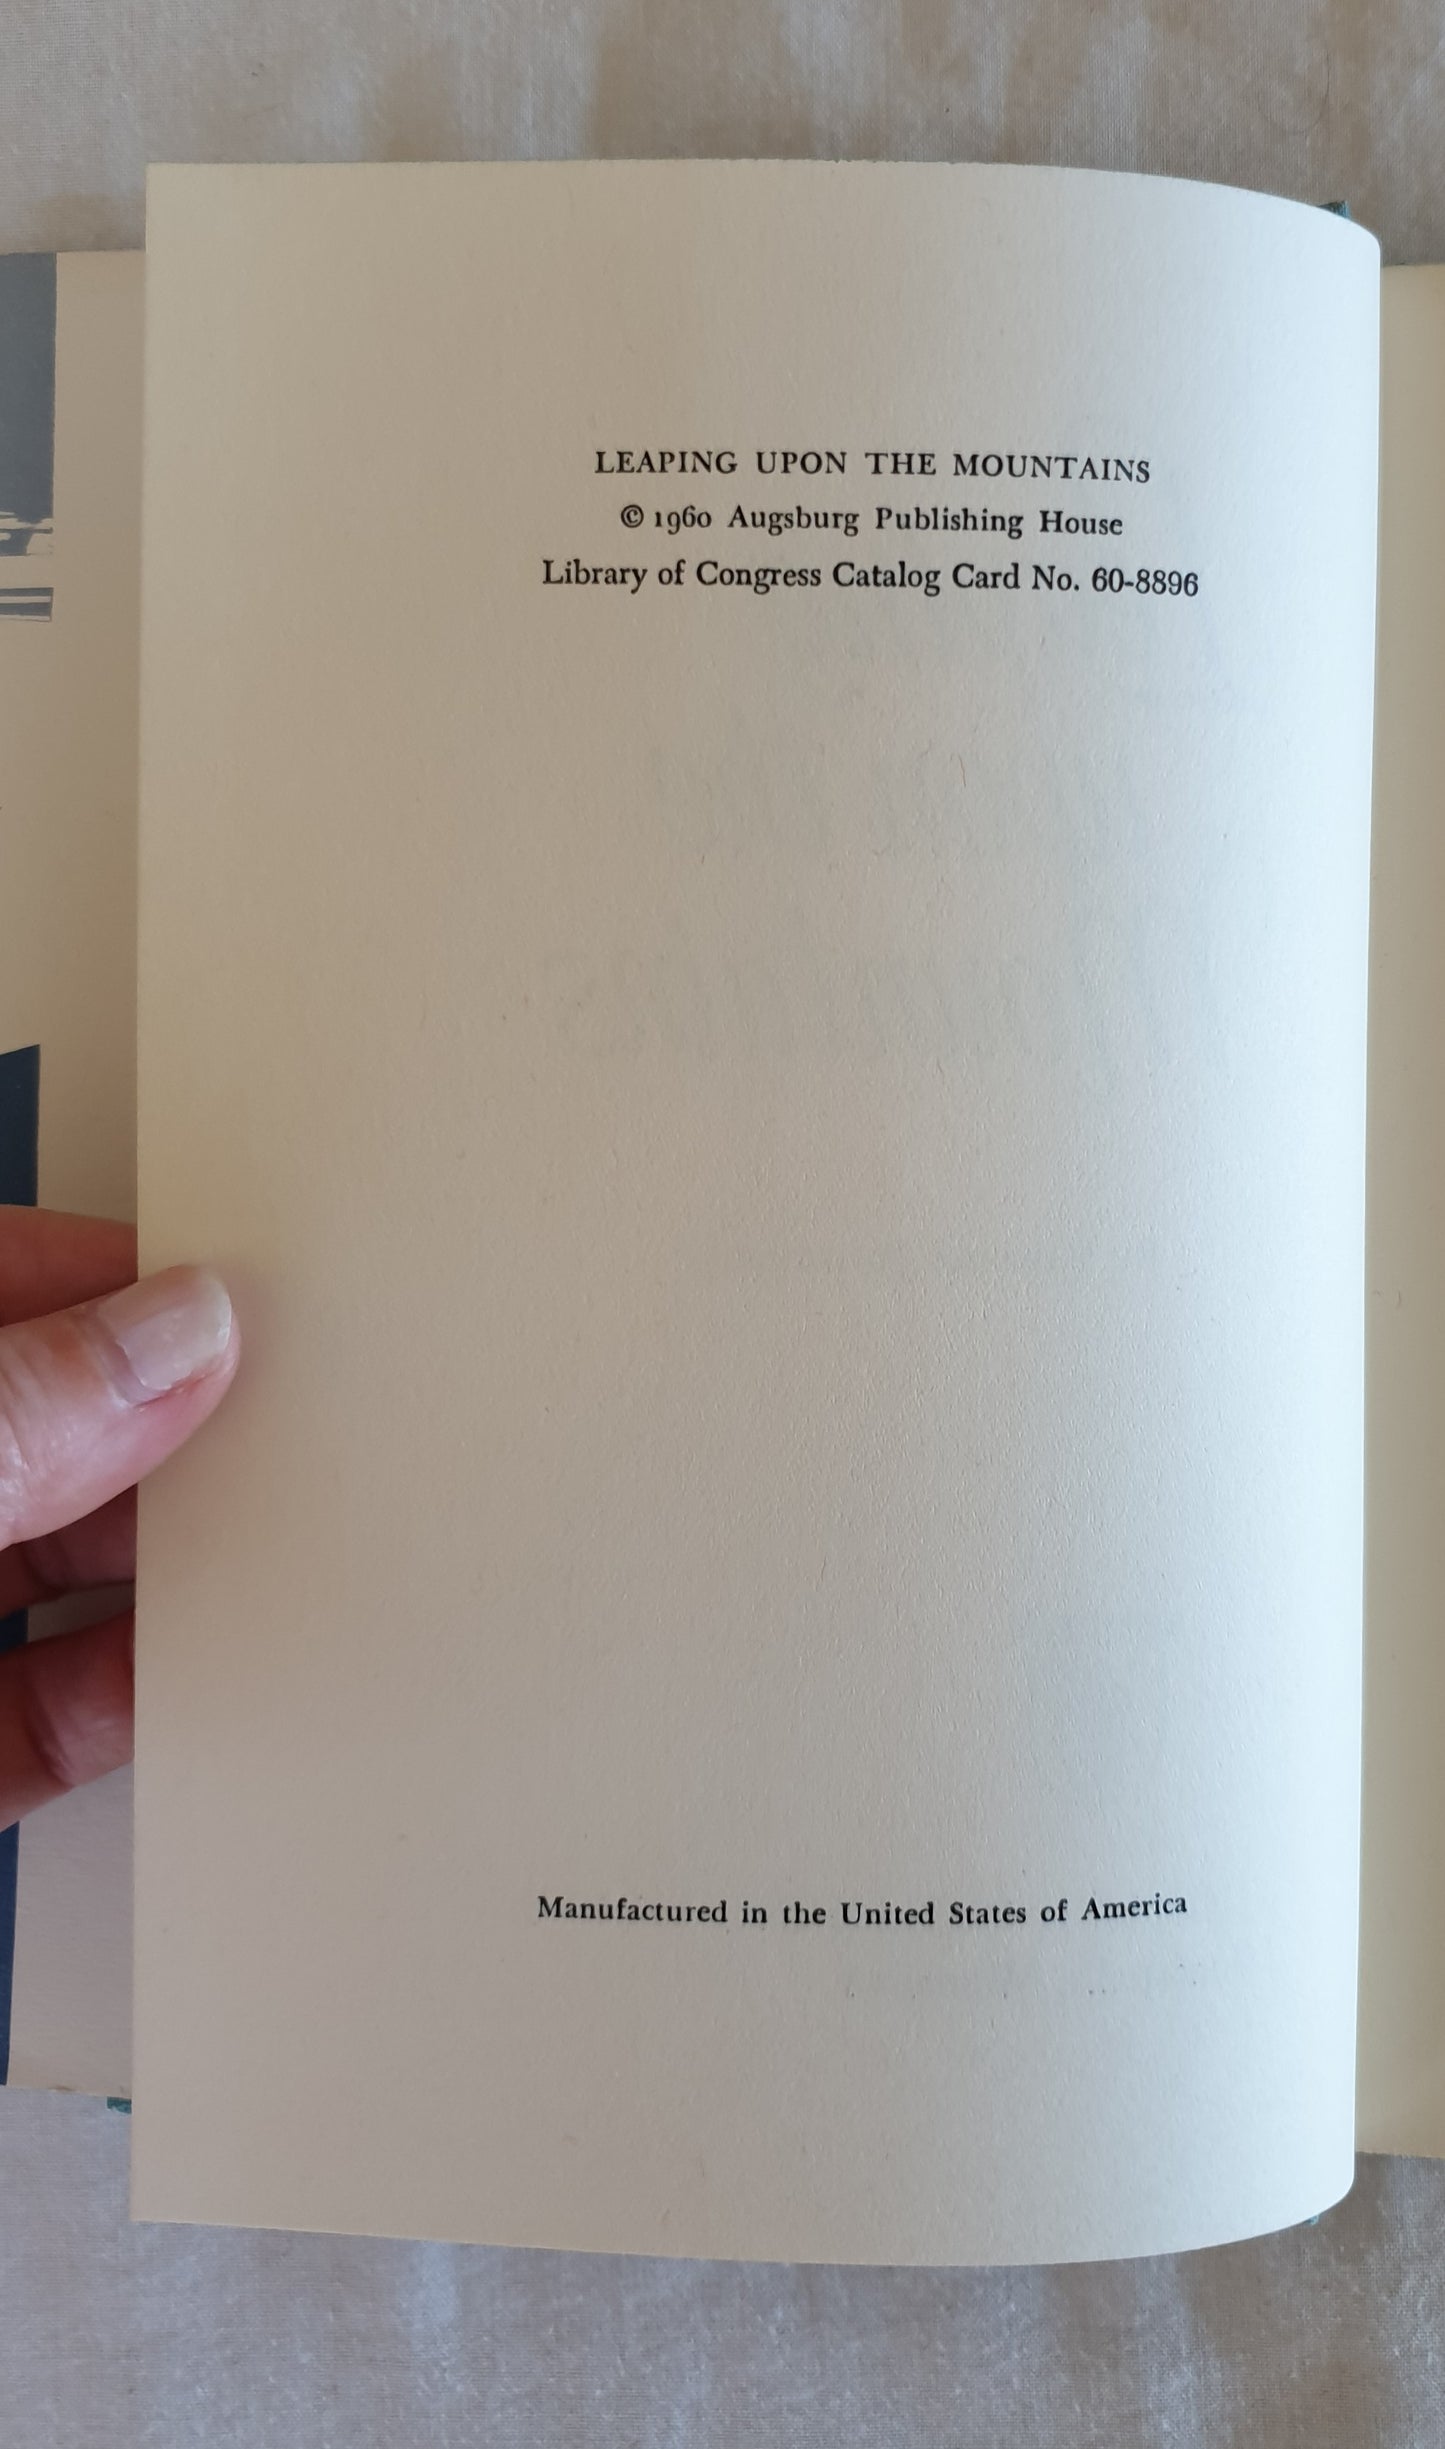 LEAPING UPON THE MOUNTAINS
© 1960 Augsburg Publishing House
Library of Congress Catalog Card No. 60-8896
Manufactured in the United States of America